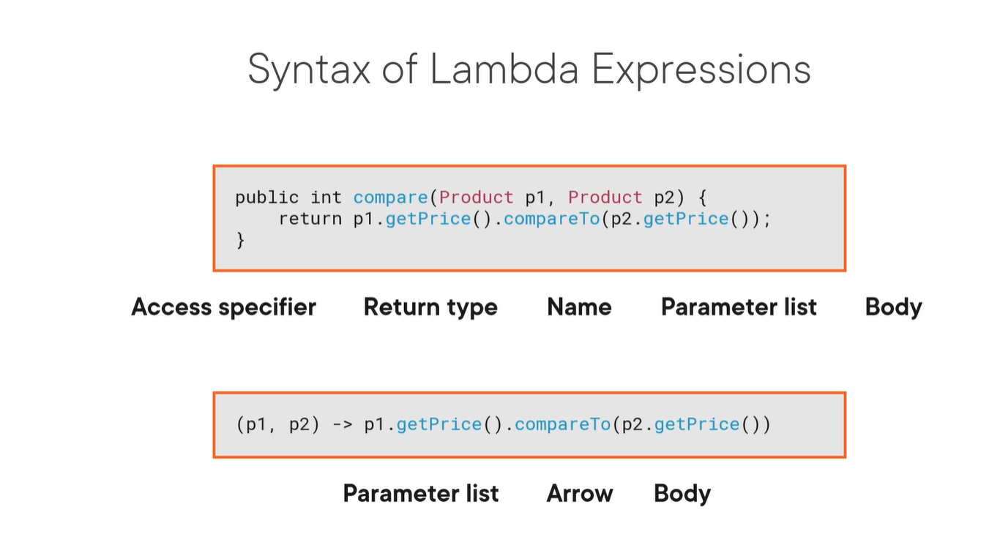 Syntax of Lambda Expressions
public int compare(Product p1, Product p2) {
    return p1.getPrice().compareTo(p2.getPrice());
}
Access specifier Return type Name Parameter list Body
(p1, p2) -> p1.getPrice().compareTo(p2.getPrice())
Parameter list Arrow Body